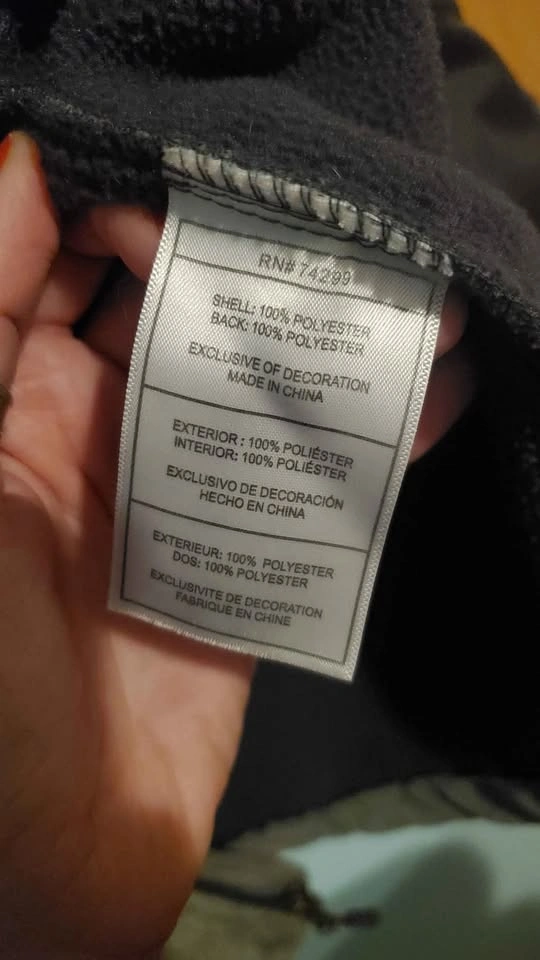 RN# 74299
SHELL: 100% POLYESTER
BACK: 100% POLYESTER
EXCLUSIVE OF DECORATION
MADE IN CHINA
EXTERIOR : 100% POLIÉSTER
INTERIOR: 100% POLIÉSTER
EXCLUSIVO DE DECORACIÓN
HECHO EN CHINA
EXTERIEUR: 100% POLYESTER
DOS: 100% POLYESTER
EXCLUSIVITE DE DECORATION
FABRIQUE EN CHINE